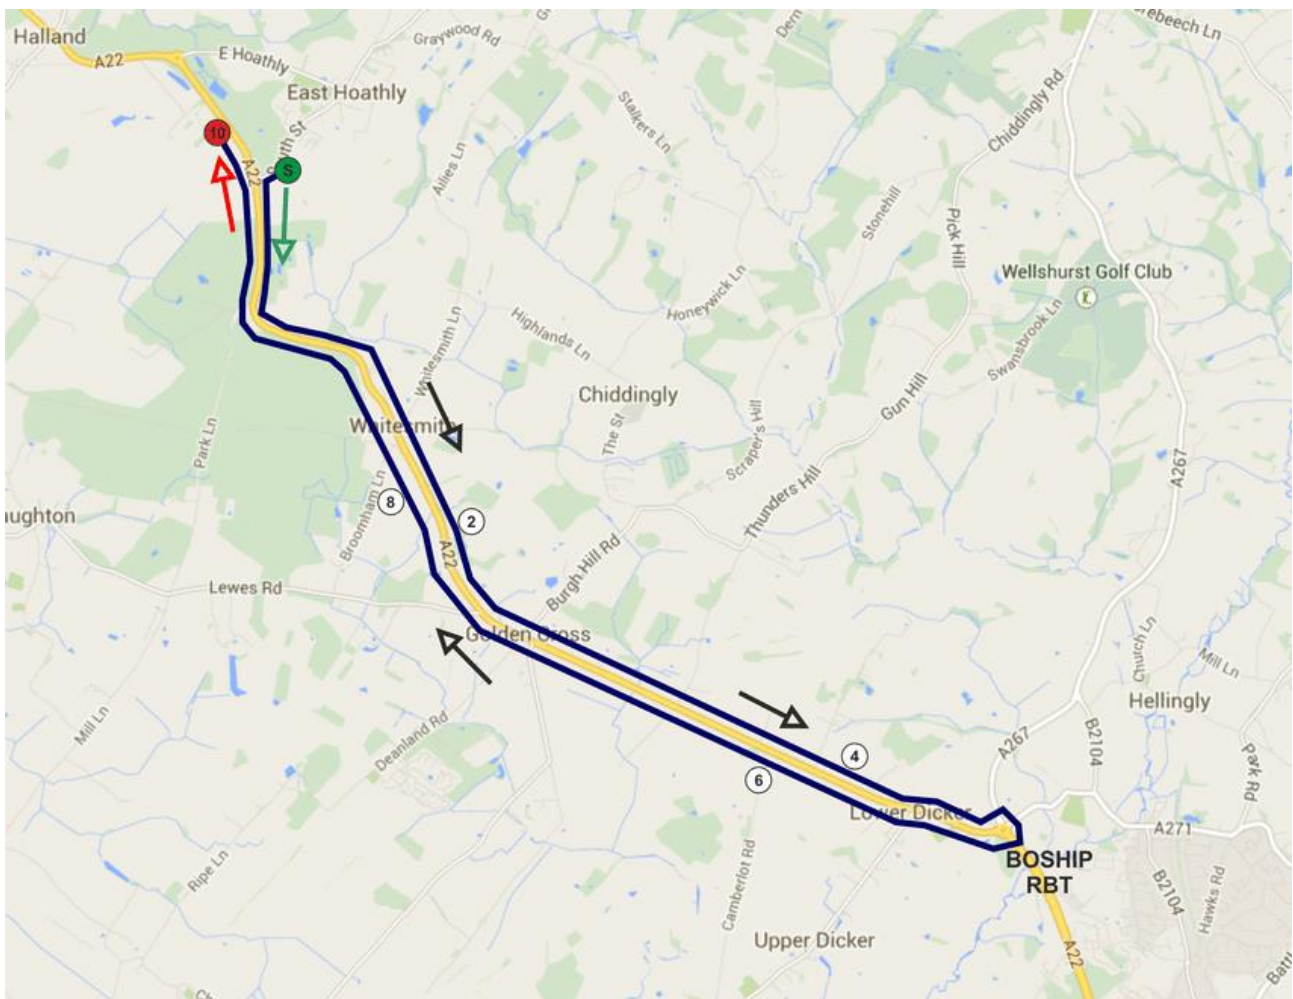 Halland
A22
E Hoathly
Graywood Rd
East Hoathly
Stalkers Ln
Chiddingly Rd
10
S
A22
Ailies Ln
Stonehill
Pick Hill
Wellshurst Golf Club
Honeywick Ln
Highlands Ln
Whitesmith Ln
Swansbrook Ln
Chiddingly
The St
Gun Hill
Scraper's Hill
Whitesmith
Park Ln
A267
Broomham Ln
8
2
Thunders Hill
aughton
A22
Burgh Hill Rd
Lewes Rd
Golden Cross
Church Ln
Mill Ln
Hellingly
Mill Ln
Deanland Rd
A267
B2104
Park Rd
4
6
Lower Dicker
A271
BOSHIP
RBT
Ripe Ln
Camberlot Rd
B2104
Hawks Rd
Upper Dicker
A22